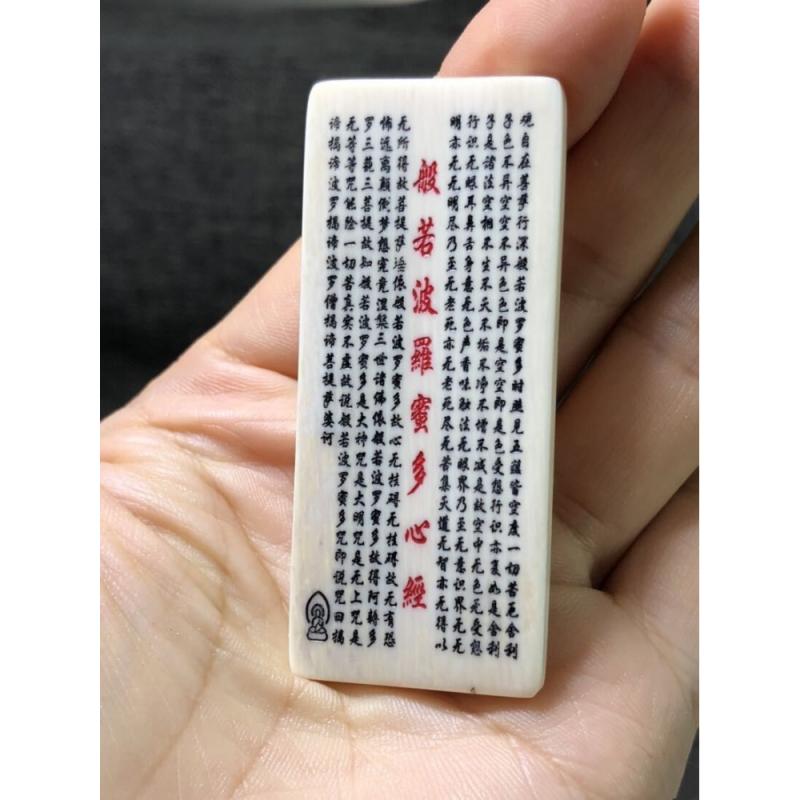 观自在菩萨行深般若波罗蜜多时照见五蕴皆空度一切苦厄舍利
子色不异空空不异色色即是空空即是色受想行识亦复如是舍利
子是诸法空相不生不灭不垢不净不增不减是故空中无色无受想
行识无眼耳鼻舌身意无色声香味触法无眼界乃至无意识界无无
明亦无无明尽乃至无老死亦无老死尽无苦集灭道无智亦无得以
般若波羅蜜多心經
无所得故菩提萨埵依般若波罗蜜多故心无挂碍无挂碍故无有恐
怖远离颠倒梦想究竟涅槃三世诸佛依般若波罗蜜多故得阿耨多
罗三藐三菩提故知般若波罗蜜多是大神咒是大明咒是无上咒是
无等等咒能除一切苦真实不虚故说般若波罗蜜多咒即说咒曰揭
谛揭谛波罗揭谛波罗僧揭谛菩提萨婆诃